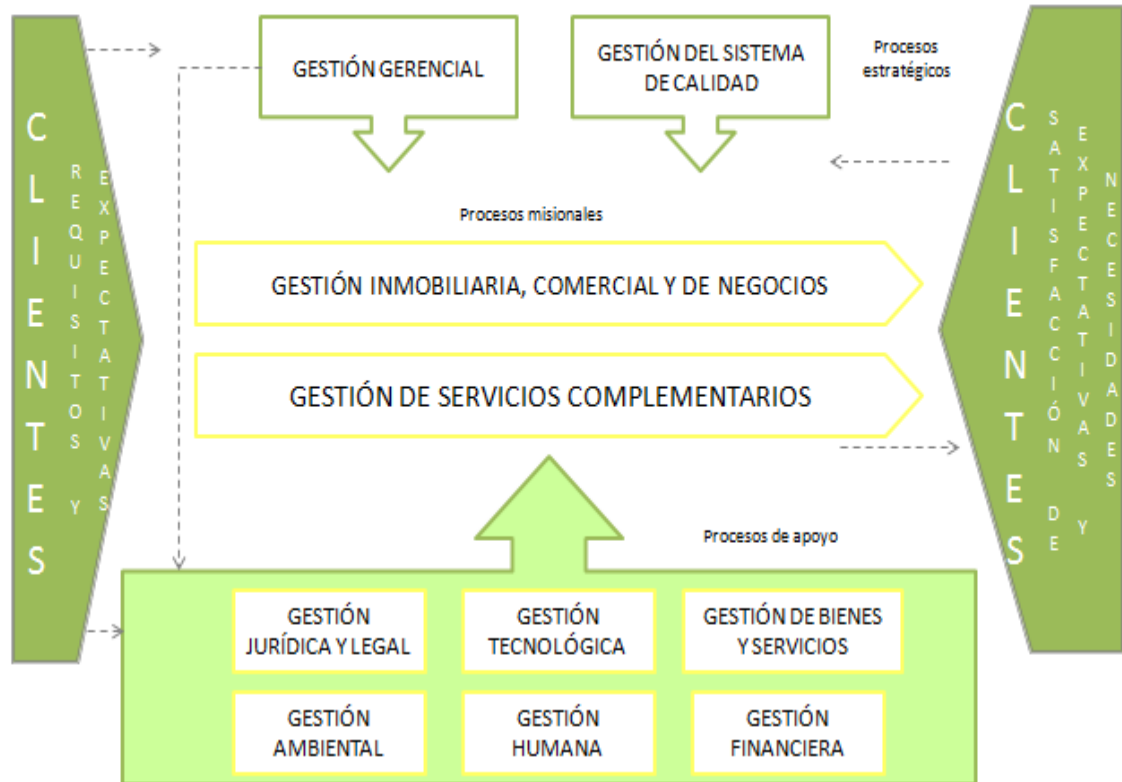 CLIENTES
REQUISITOS Y
EXPECTATIVAS
GESTIÓN GERENCIAL
GESTIÓN DEL SISTEMA
DE CALIDAD
Procesos
estratégicos
Procesos misionales
GESTIÓN INMOBILIARIA, COMERCIAL Y DE NEGOCIOS
GESTIÓN DE SERVICIOS COMPLEMENTARIOS
Procesos de apoyo
GESTIÓN
JURÍDICA Y LEGAL
GESTIÓN
TECNOLÓGICA
GESTIÓN DE BIENES
Y SERVICIOS
GESTIÓN
AMBIENTAL
GESTIÓN
HUMANA
GESTIÓN
FINANCIERA
CLIENTES
SATISFACCIÓN DE
EXPECTATIVAS Y
NECESIDADES